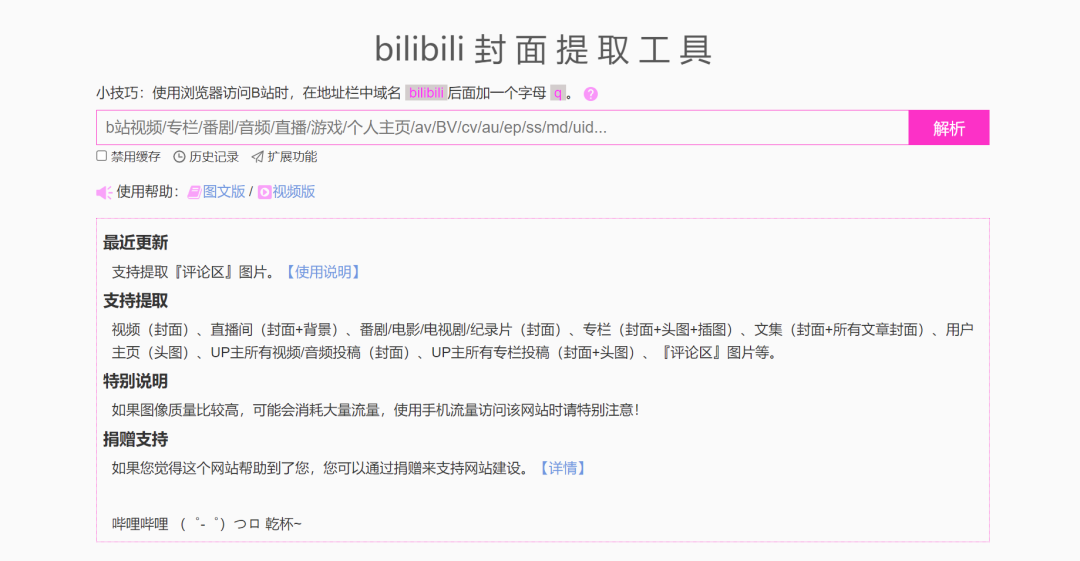 bilibili 封面提取工具
小技巧：使用浏览器访问B站时，在地址栏中域名 bilibili 后面加一个字母 q 。 ?
b站视频/专栏/番剧/音频/直播/游戏/个人主页/av/BV/cv/au/ep/ss/md/uid... 解析
禁用缓存 历史记录 扩展功能
使用帮助：图文版 / 视频版
最近更新
支持提取『评论区』图片。【使用说明】
支持提取
视频（封面）、直播间（封面+背景）、番剧/电影/电视剧/纪录片（封面）、专栏（封面+头图+插图）、文集（封面+所有文章封面）、用户
主页（头图）、UP主所有视频/音频投稿（封面）、UP主所有专栏投稿（封面+头图）、『评论区』图片等。
特别说明
如果图像质量比较高，可能会消耗大量流量，使用手机流量访问该网站时请特别注意！
捐赠支持
如果您觉得这个网站帮助到了您，您可以通过捐赠来支持网站建设。【详情】
哔哩哔哩 （゜-゜）つロ 乾杯~